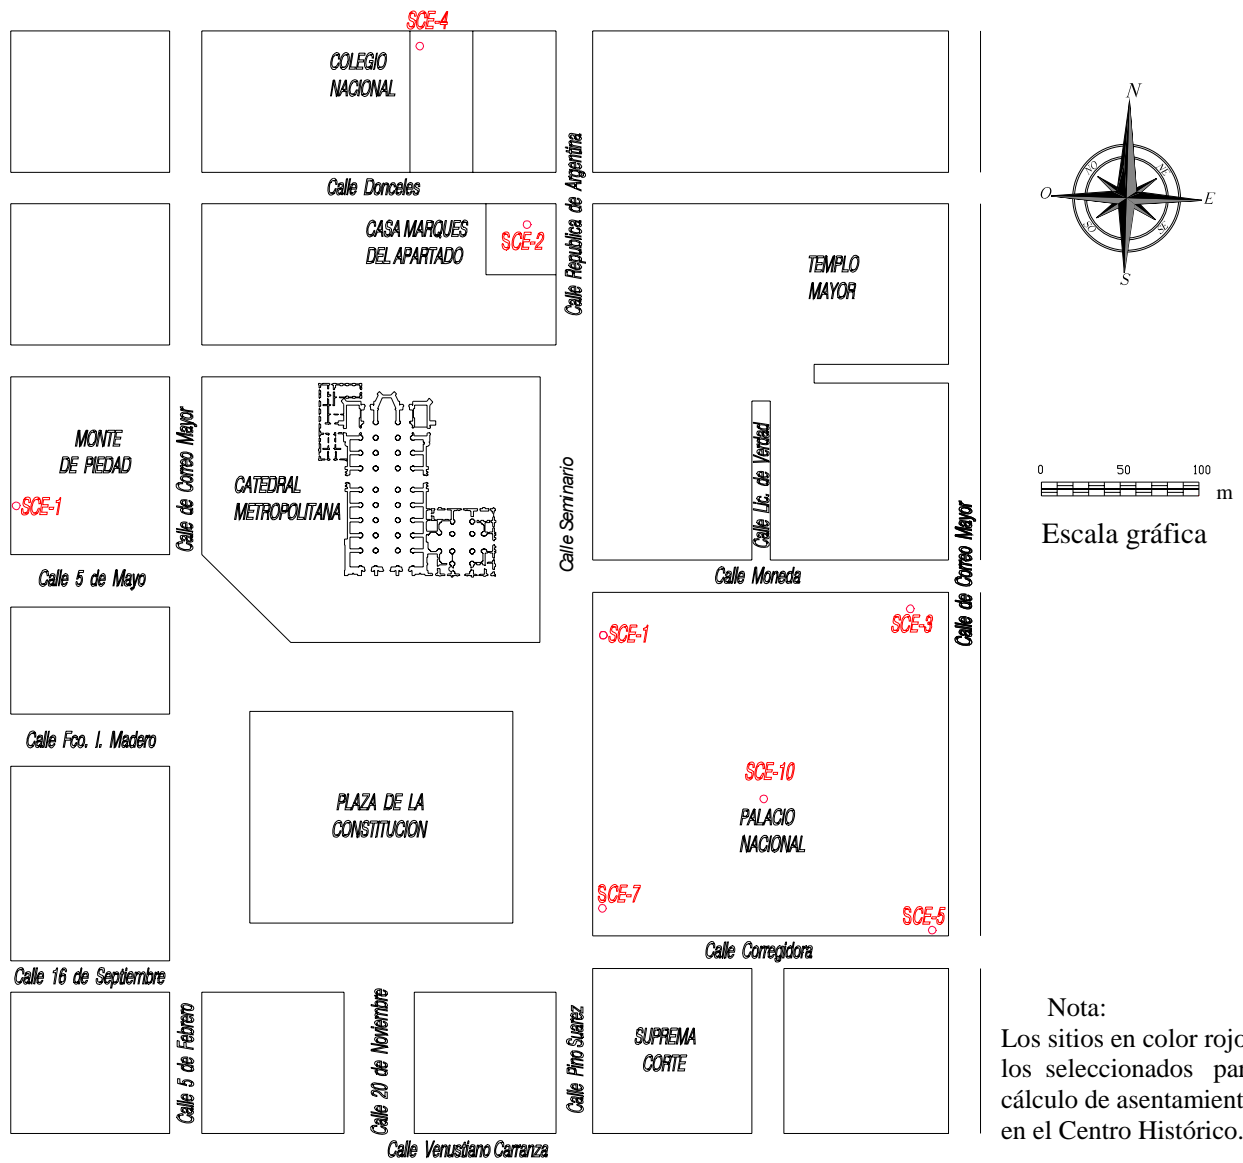 SCE-4
COLEGIO
NACIONAL
Calle Donceles
Calle Republica de Argentina
CASA MARQUES
DEL APARTADO
SCE-2
TEMPLO
MAYOR
N
NO
NE
O
E
SO
SE
S
MONTE
DE PIEDAD
SCE-1
Calle de Correo Mayor
CATEDRAL
METROPOLITANA
Calle Seminario
Calle Lic. de Verdad
Calle de Correo Mayor
0 50 100
m
Escala gráfica
Calle 5 de Mayo
Calle Moneda
SCE-1
SCE-3
Calle Fco. I. Madero
SCE-10
PALACIO
NACIONAL
PLAZA DE LA
CONSTITUCION
SCE-7
SCE-5
Calle Corregidora
Calle 16 de Septiembre
Calle 5 de Febrero
Calle 20 de Noviembre
Calle Pino Suarez
SUPREMA
CORTE
Calle Venustiano Carranza
Nota:
Los sitios en color rojo
los seleccionados par
cálculo de asentamient
en el Centro Histórico.